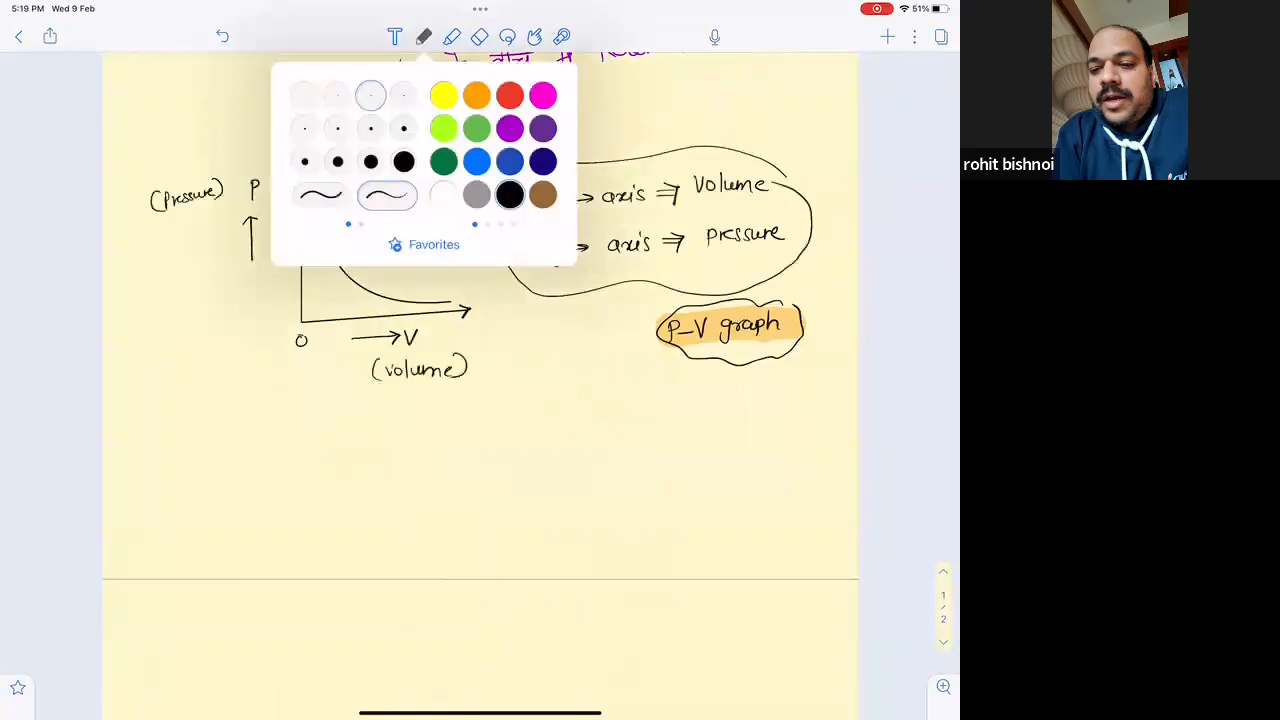 5:19 PM Wed 9 Feb
51%
rohit bishnoi
Favorites
(Pressure) P
axis ⇒ Volume
axis ⇒ pressure
P-V graph
0 → V
(volume)
1
/
2